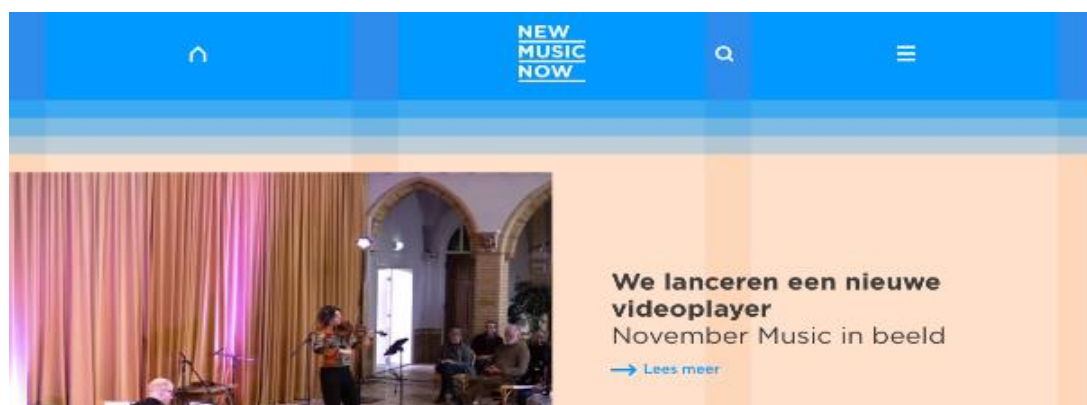 NEW
MUSIC
NOW
We lanceren een nieuwe
videoplayer
November Music in beeld
Lees meer